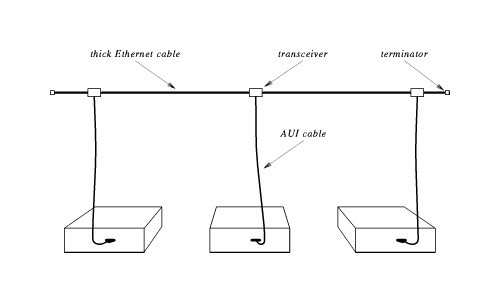 thick Ethernet cable
transceiver
terminator
AUI cable